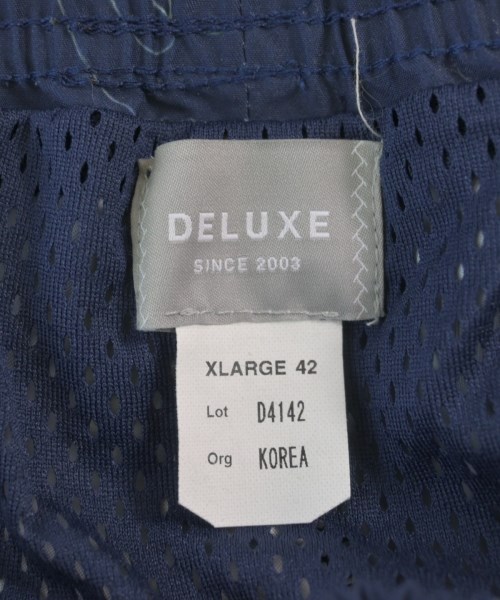 DELUXE
SINCE 2003
XLARGE 42
Lot D4142
Org KOREA